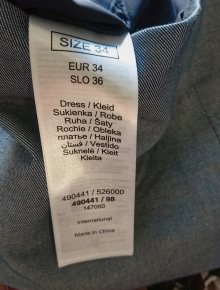 SIZE 34
EUR 34
SLO 36
Dress / Kleid
Sukienka / Robe
Ruha / Šaty
Rochie / Obleka
платье / Haljina
فستان / Vestido
Suknelė / Kleit
Kleita
490441 / 526000
490441 / 98
147050
International
Made in China